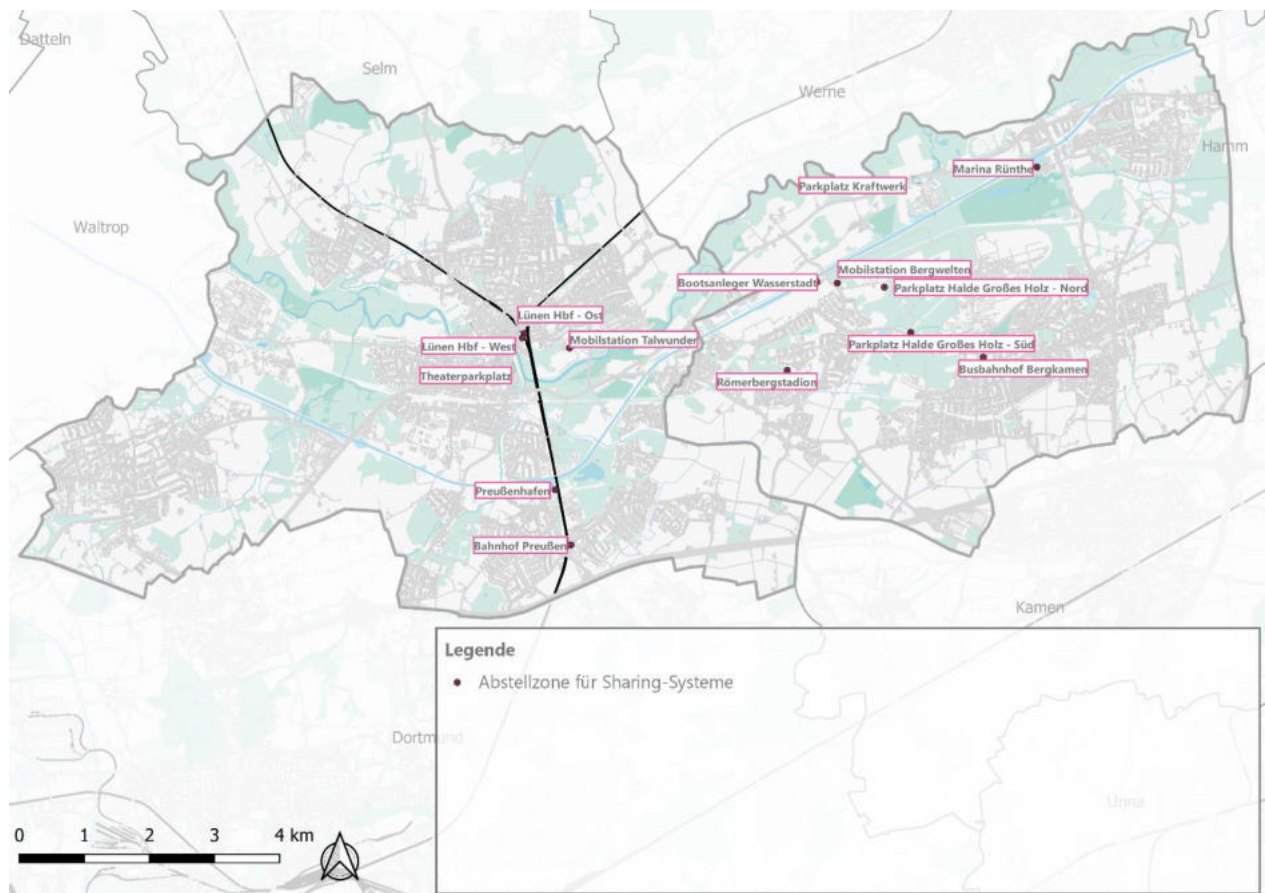 Datteln
Selm
Werne
Hamm
Waltrop
Marina Rünthe
Parkplatz Kraftwerk
Mobilstation Bergwelten
Bootsanleger Wasserstadt
Parkplatz Halde Großes Holz - Nord
Lünen Hbf - Ost
Mobilstation Talwunder
Lünen Hbf - West
Parkplatz Halde Großes Holz - Süd
Theaterparkplatz
Busbahnhof Bergkamen
Römerbergstadion
Preußenhafen
Bahnhof Preußen
Kamen
Legende
Abstellzone für Sharing-Systeme
Dortmund
Unna
0 1 2 3 4 km